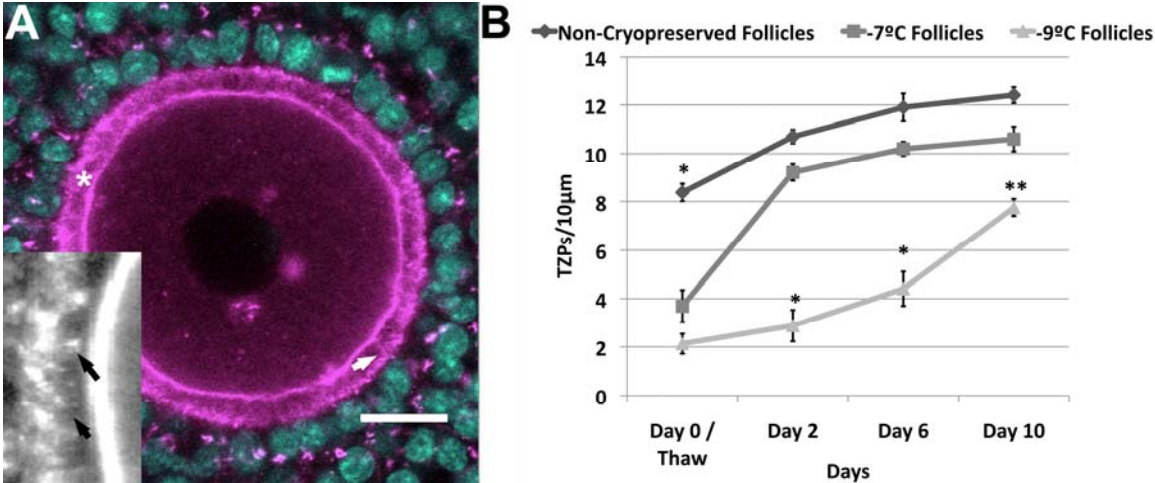 A
*
B
Non-Cryopreserved Follicles -7ºC Follicles -9ºC Follicles
14
12
10
8
6
4
2
0
TZPs/10μm
*
*
*
**
Day 0 / Thaw
Day 2
Day 6
Day 10
Days